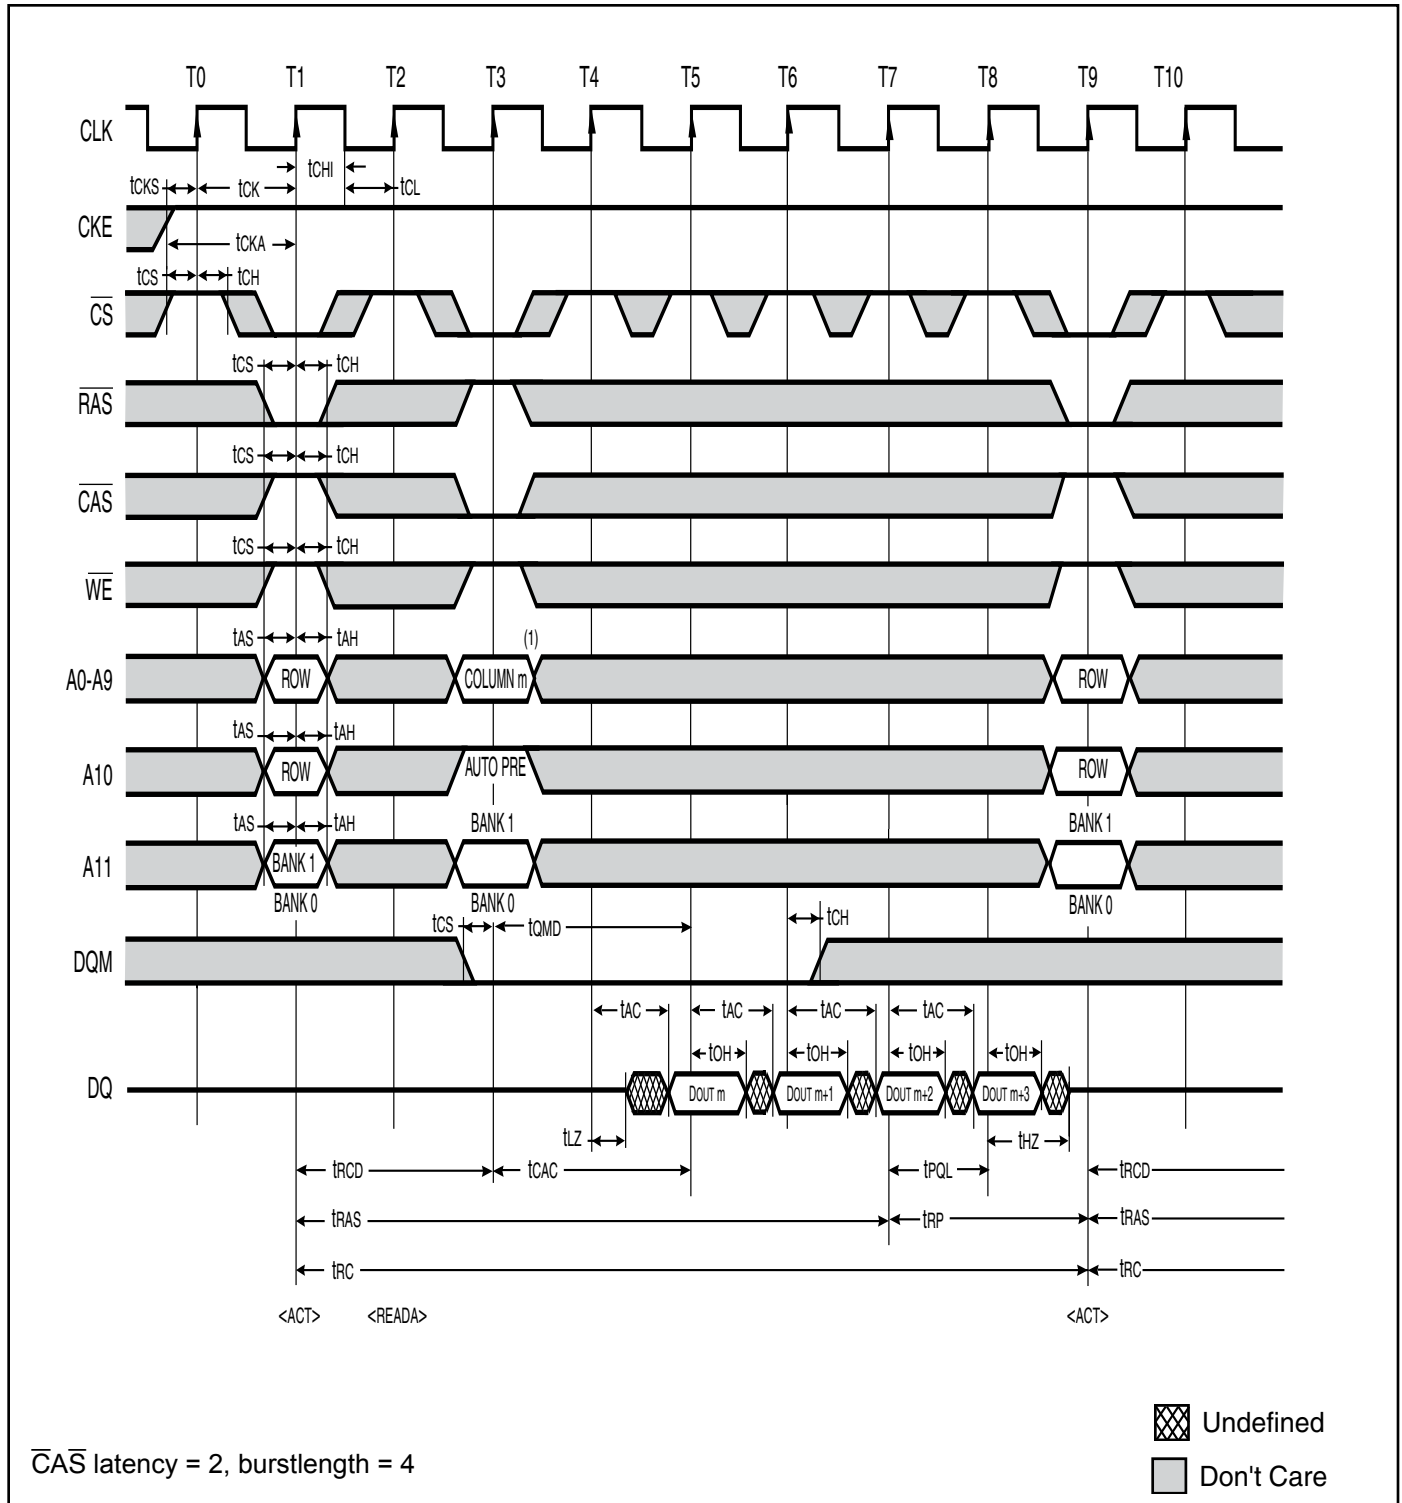 T0 T1 T2 T3 T4 T5 T6 T7 T8 T9 T10
CLK
tCHI
tCKS tCK tCL
CKE
tCKA
tCS tCH
CS
tCS tCH
RAS
tCS tCH
CAS
tCS tCH
WE
tAS tAH (1)
A0-A9 ROW COLUMN m ROW
tAS tAH
A10 ROW AUTO PRE ROW
tAS tAH BANK 1 BANK 1
A11 BANK 1
BANK 0 BANK 0 BANK 0
tCS tQMD tCH
DQM
tAC tAC tAC tAC
tOH tOH tOH tOH
DQ DOUT m DOUT m+1 DOUT m+2 DOUT m+3
tLZ tHZ
tRCD tCAC tPQL tRCD
tRAS tRP tRAS
tRC tRC
<ACT> <READA> <ACT>
Undefined
CAS latency = 2, burstlength = 4
Don't Care